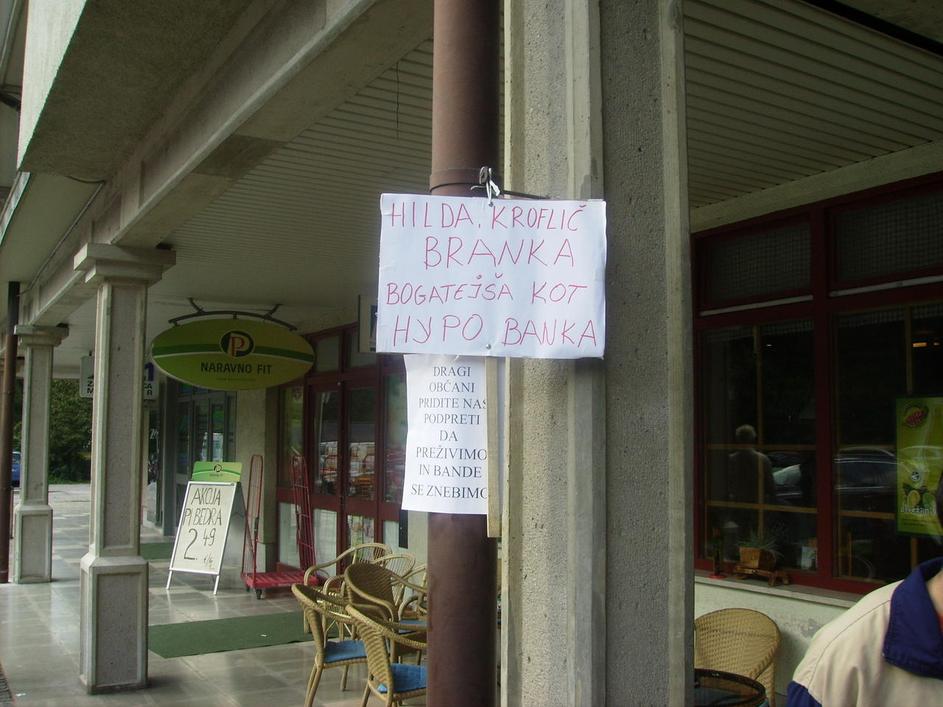 HILDA, KROFLIČ
BRANKA
BOGATEJŠA KOT
HYPO BANKA
DRAGI
OBČANI
PRIDITE NAS
PODPRETI
DA
PREŽIVIMO
IN BANDE
SE ZNEBIMO
P
NARAVNO FIT
AKCIJA
PI BEDRA
2.49